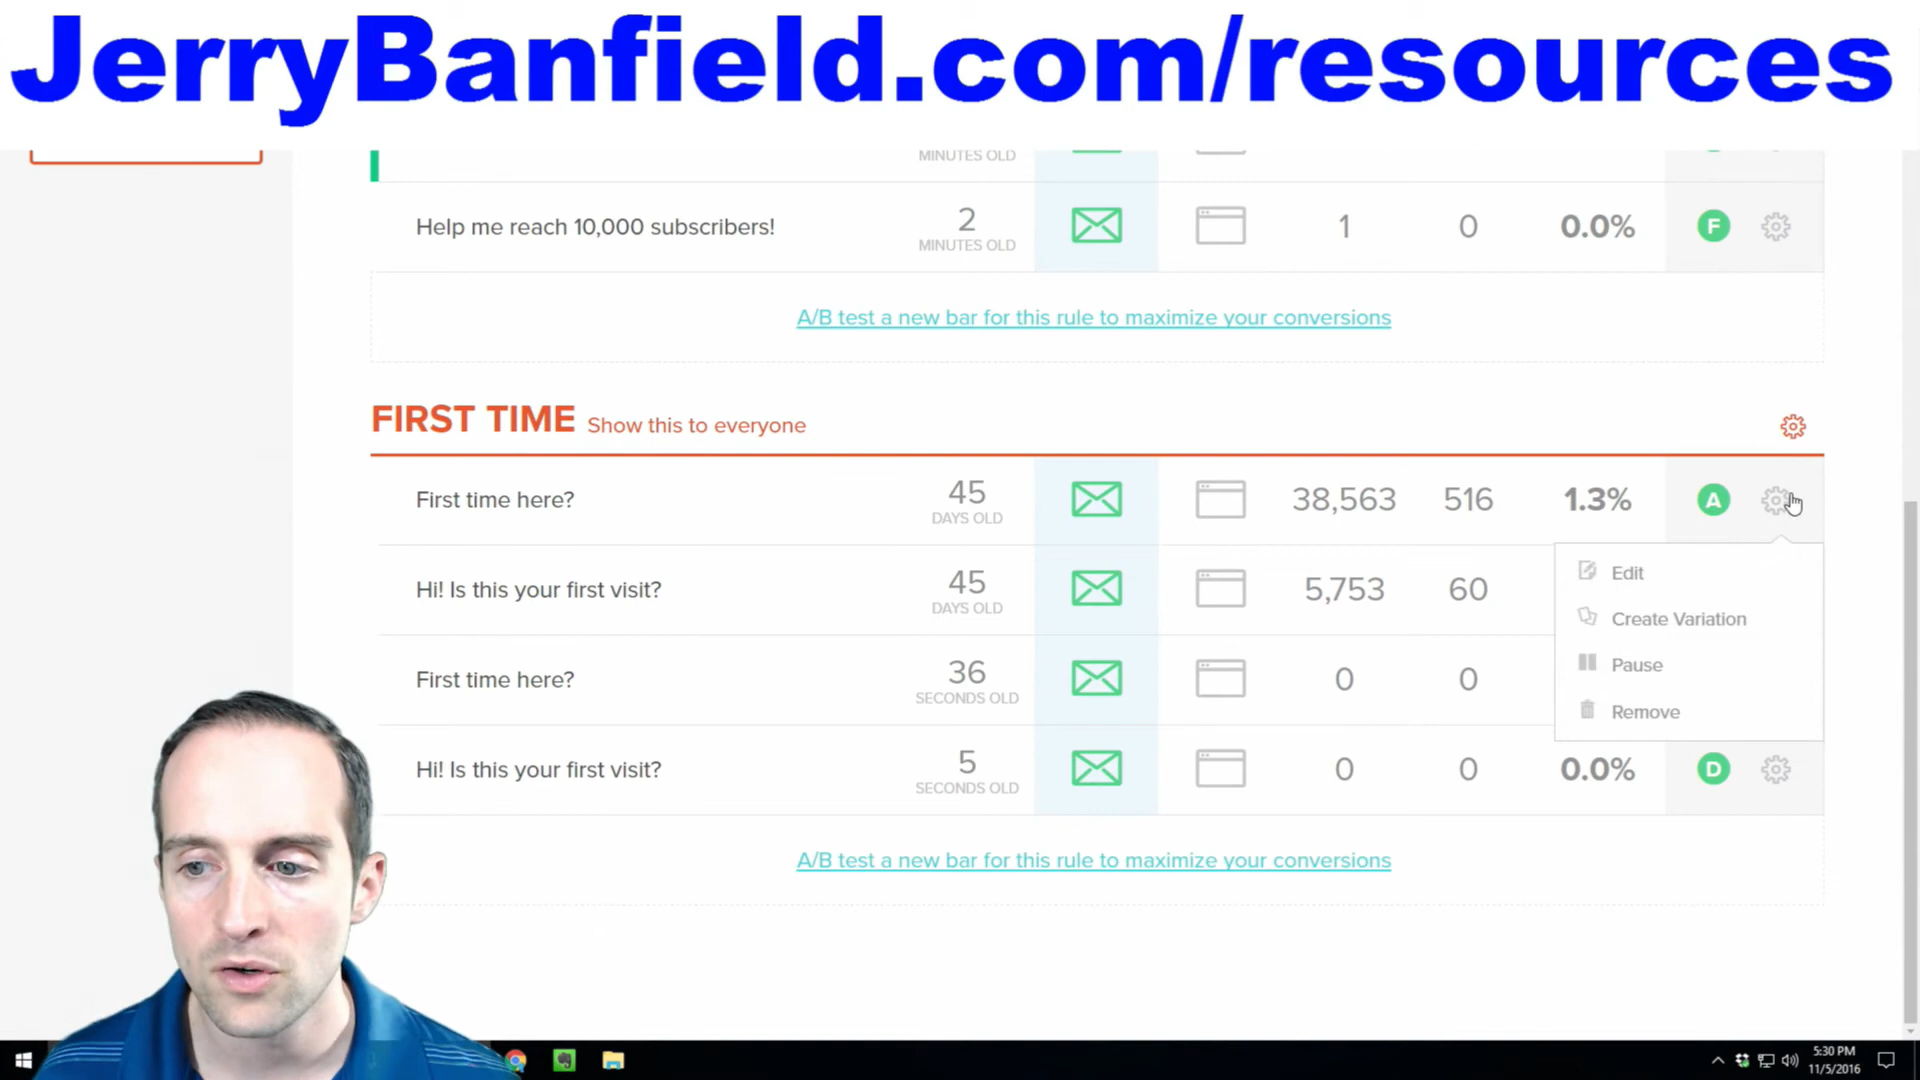 JerryBanfield.com/resources
MINUTES OLD
Help me reach 10,000 subscribers!
2
MINUTES OLD
1
0
0.0%
F
A/B test a new bar for this rule to maximize your conversions
FIRST TIME Show this to everyone
First time here?
45
DAYS OLD
38,563
516
1.3%
A
Edit
Create Variation
Pause
Remove
Hi! Is this your first visit?
45
DAYS OLD
5,753
60
First time here?
36
SECONDS OLD
0
0
Hi! Is this your first visit?
5
SECONDS OLD
0
0
0.0%
D
A/B test a new bar for this rule to maximize your conversions
5:30 PM
11/5/2016